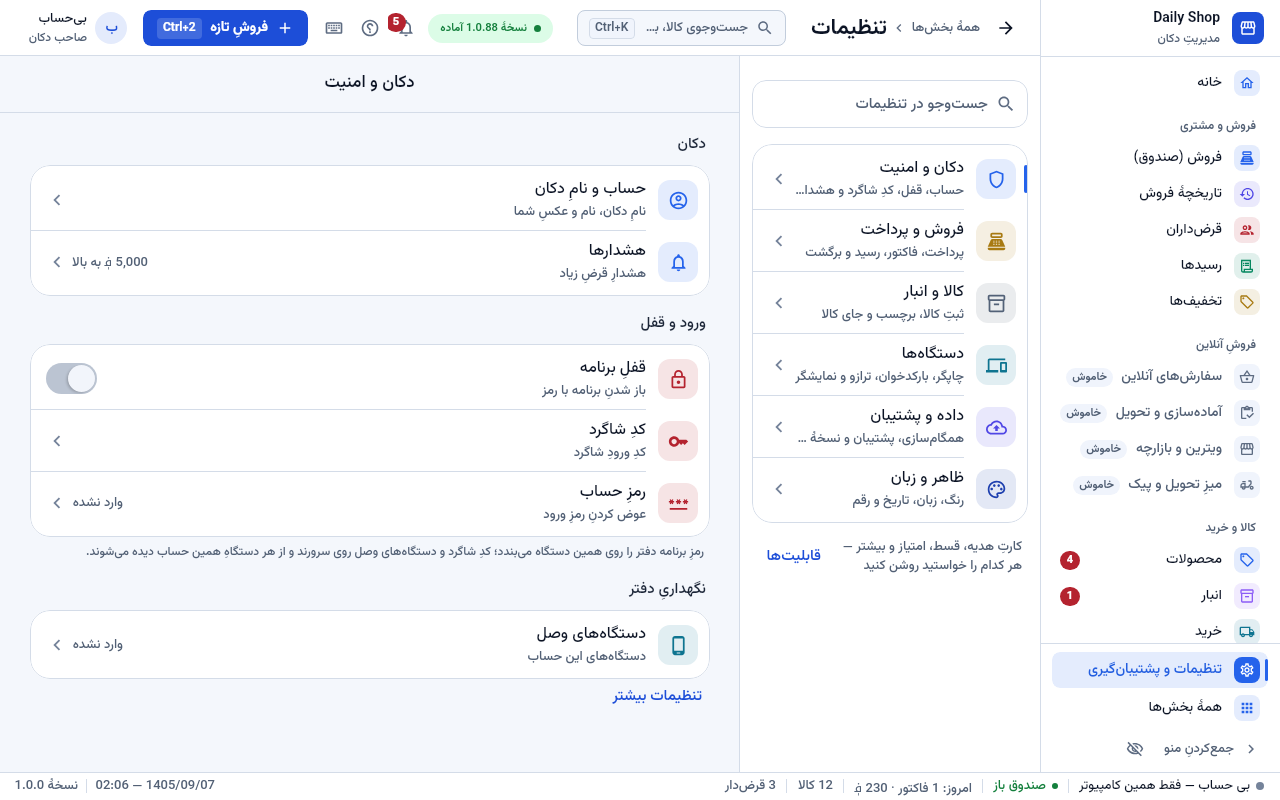 Daily Shop
مدیریتِ دکان
خانه
فروش و مشتری
فروش (صندوق)
تاریخچهٔ فروش
قرض‌داران
رسیدها
تخفیف‌ها
فروشِ آنلاین
سفارش‌های آنلاین خاموش
آماده‌سازی و تحویل خاموش
ویترین و بازارچه خاموش
میزِ تحویل و پیک خاموش
کالا و خرید
محصولات 4
انبار 1
خرید
تنظیمات و پشتیبان‌گیری
همهٔ بخش‌ها
جمع‌کردنِ منو
همهٔ بخش‌ها
تنظیمات
جست‌وجوی کالا، ب... Ctrl+K
نسخهٔ 1.0.88 آماده
5
فروشِ تازه Ctrl+2
ب
بی‌حساب
صاحب دکان
جست‌وجو در تنظیمات
دکان و امنیت
حساب، قفل، کدِ شاگرد و هشدا...
فروش و پرداخت
پرداخت، فاکتور، رسید و برگشت
کالا و انبار
ثبتِ کالا، برچسب و جای کالا
دستگاه‌ها
چاپگر، بارکدخوان، ترازو و نمایشگر
داده و پشتیبان
همگام‌سازی، پشتیبان و نسخهٔ ...
ظاهر و زبان
رنگ، زبان، تاریخ و رقم
کارتِ هدیه، قسط، امتیاز و بیشتر —
هر کدام را خواستید روشن کنید
قابلیت‌ها
دکان و امنیت
دکان
حساب و نامِ دکان
نامِ دکان، نام و عکسِ شما
هشدارها
هشدارِ قرضِ زیاد
5,000 ؋ به بالا
ورود و قفل
قفلِ برنامه
باز شدنِ برنامه با رمز
کدِ شاگرد
کدِ ورودِ شاگرد
رمزِ حساب
عوض کردنِ رمزِ ورود
وارد نشده
رمزِ برنامه دفتر را روی همین دستگاه می‌بندد؛ کدِ شاگرد و دستگاه‌های وصل روی سرورند و از هر دستگاهِ همین حساب دیده می‌شوند.
نگهداریِ دفتر
دستگاه‌های وصل
دستگاه‌های این حساب
وارد نشده
تنظیمات بیشتر
بی حساب — فقط همین کامپیوتر
صندوق باز
امروز: 1 فاکتور · 230 ؋
12 کالا
3 قرض‌دار
1405/09/07 — 02:06
نسخهٔ 1.0.0